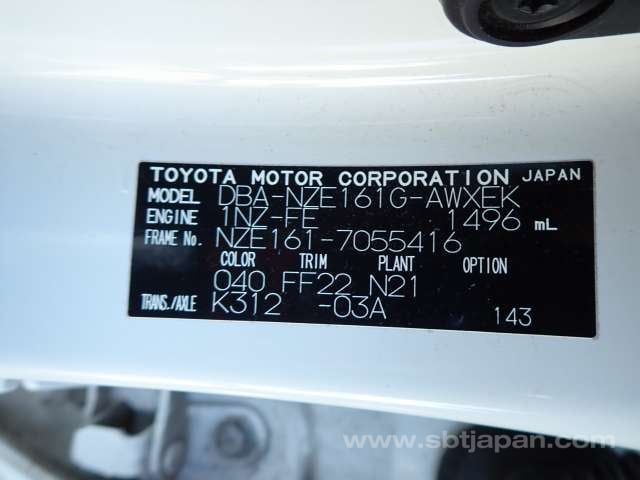 TOYOTA MOTOR CORPORATION JAPAN
MODEL DBA-NZE161G-AWXEK
ENGINE 1NZ-FE 1496 mL
FRAME No. NZE161-7055416
COLOR TRIM PLANT OPTION
040 FF22 N21
TRANS./AXLE K312 -03A 143
www.sbtjapan.com